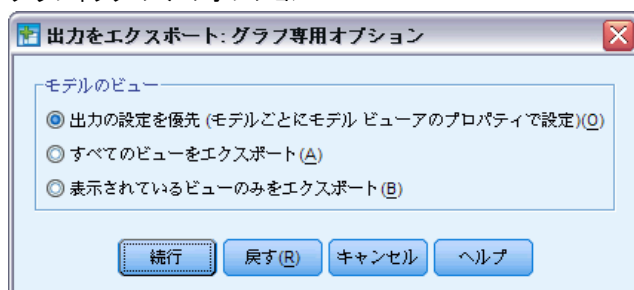 出力をエクスポート: グラフ専用オプション
モデルのビュー
出力の設定を優先 (モデルごとにモデル ビューアのプロパティで設定)(O)
すべてのビューをエクスポート(A)
表示されているビューのみをエクスポート(B)
続行 戻す(R) キャンセル ヘルプ